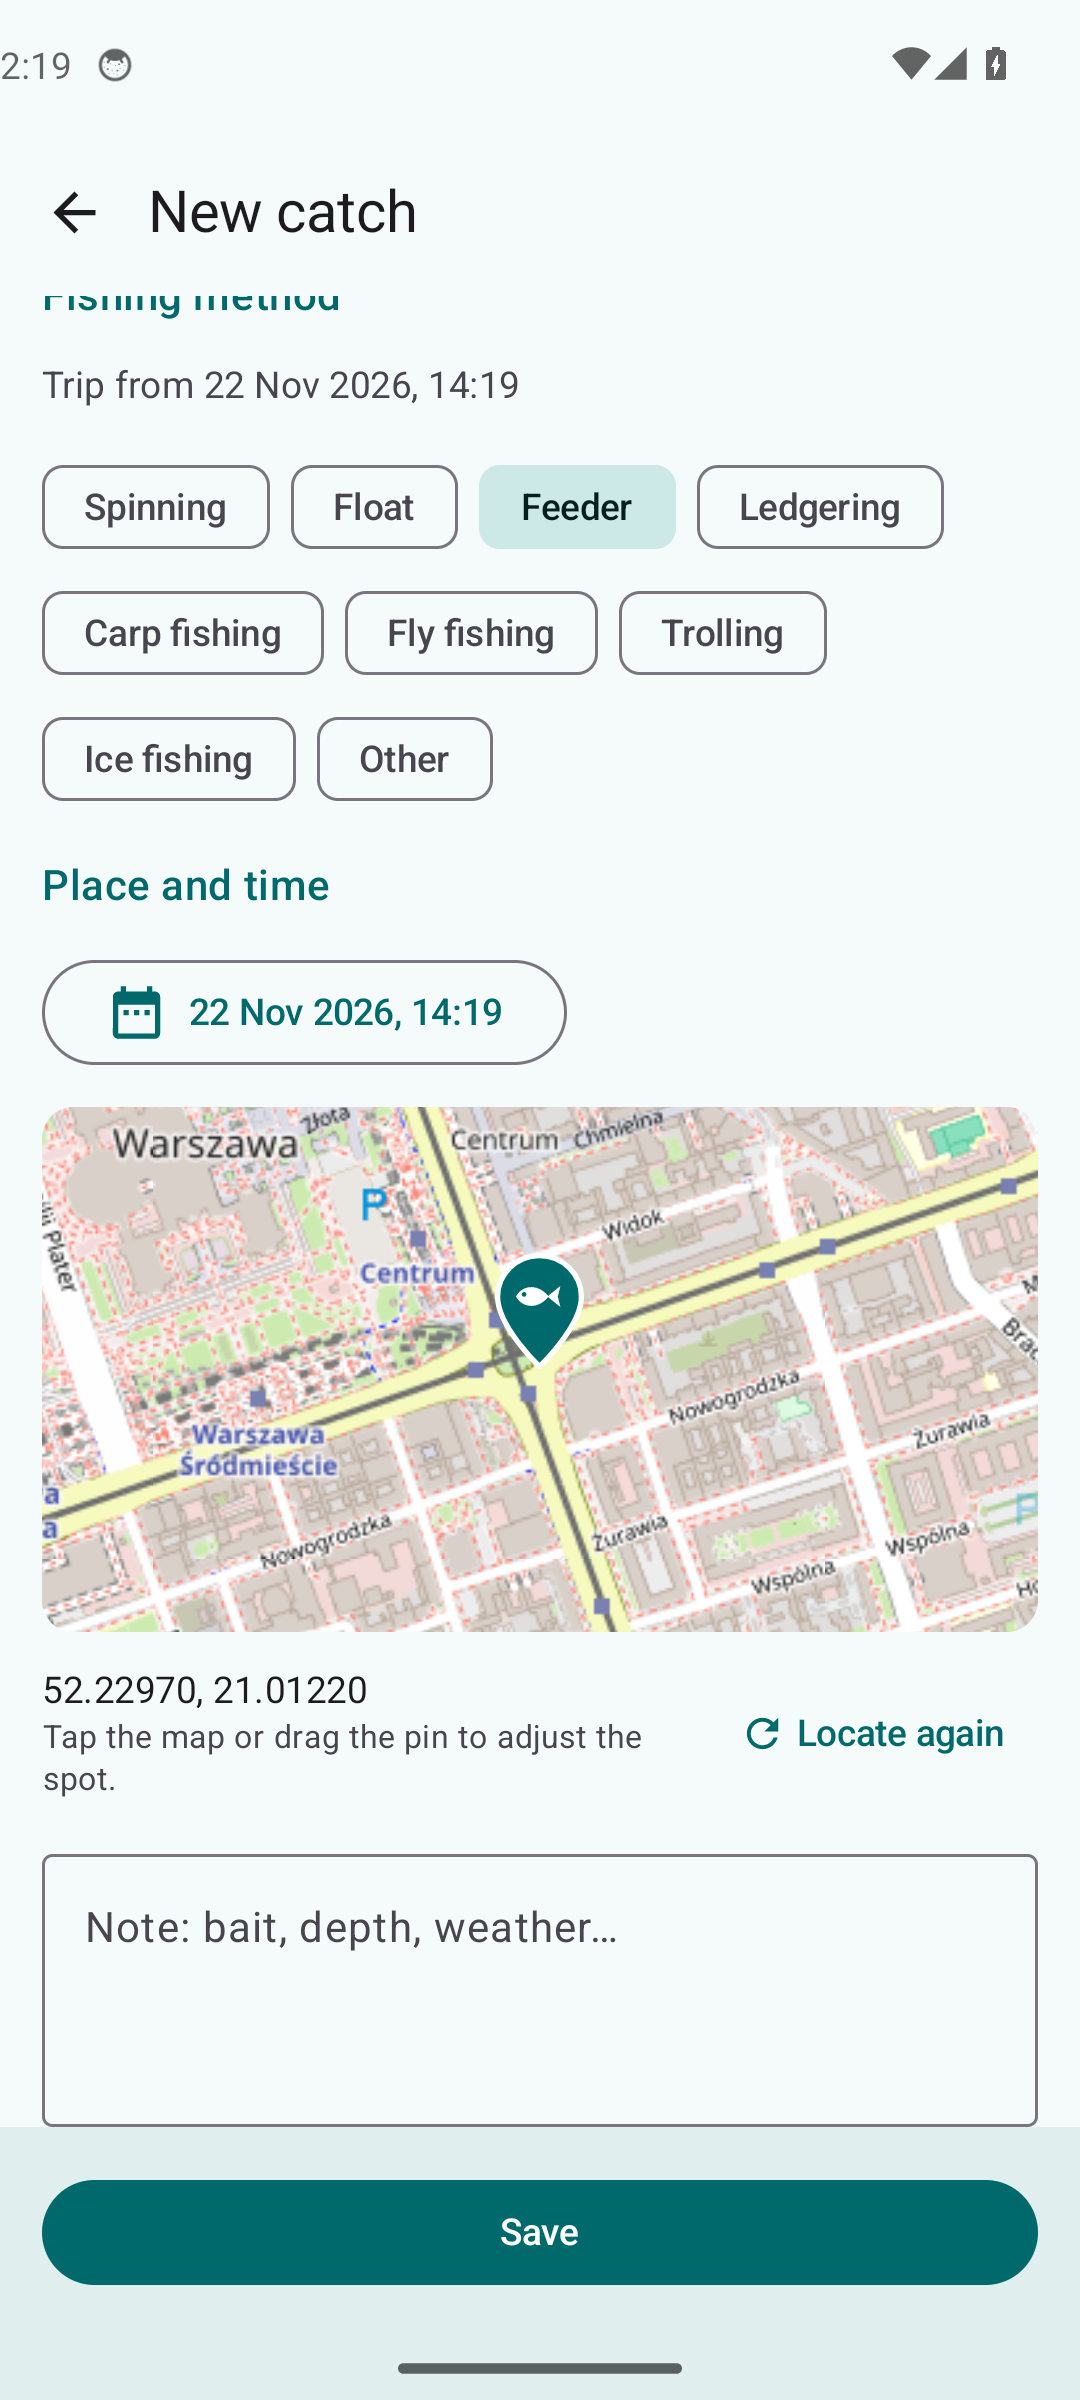 2:19
New catch
Fishing method
Trip from 22 Nov 2026, 14:19
Spinning
Float
Feeder
Ledgering
Carp fishing
Fly fishing
Trolling
Ice fishing
Other
Place and time
22 Nov 2026, 14:19
Warszawa
Złota
Centrum
Chmielna
P
Widok
Plater
Centrum
Nowogrodzka
Żurawia
Warszawa
Śródmieście
a
a
Nowogrodzka
Żurawia
Wspólna
Wspólna
P
52.22970, 21.01220
Tap the map or drag the pin to adjust the
spot.
Locate again
Note: bait, depth, weather…
Save